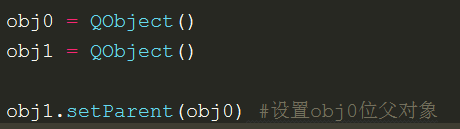 obj0 = QObject()
obj1 = QObject()
obj1.setParent(obj0) #设置obj0位父对象